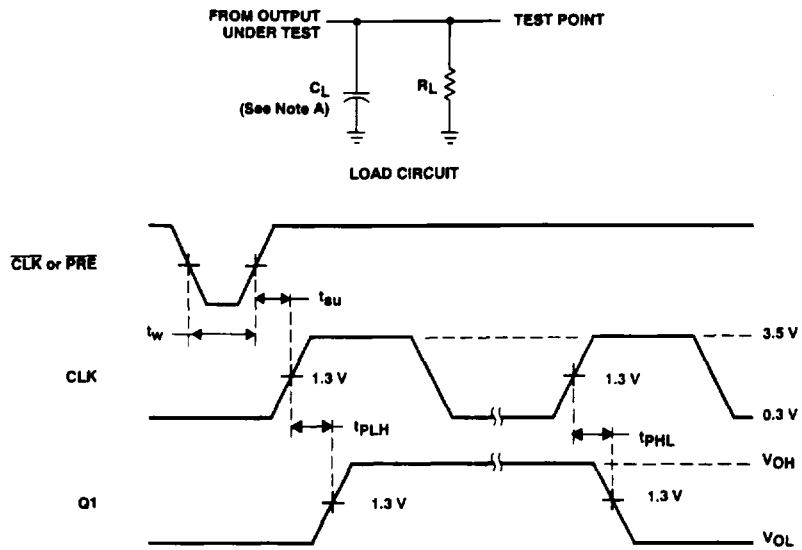 FROM OUTPUT
UNDER TEST
TEST POINT
CL
(See Note A)
RL
LOAD CIRCUIT
CLK or PRE
tsu
tw
3.5 V
CLK
1.3 V
1.3 V
0.3 V
tPLH
tPHL
VOH
Q1
1.3 V
1.3 V
VOL